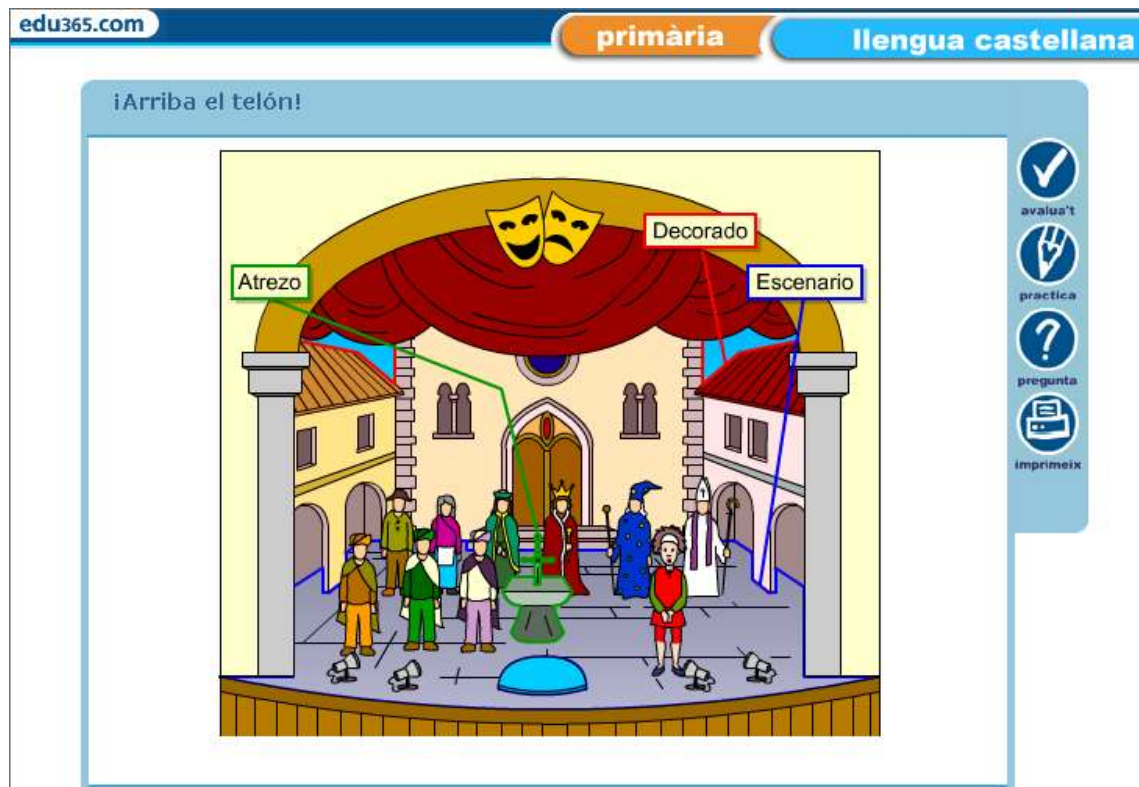 edu365.com
primària
llengua castellana
¡Arriba el telón!
avalua't
Decorado
Atrezo
Escenario
practica
pregunta
imprimeix